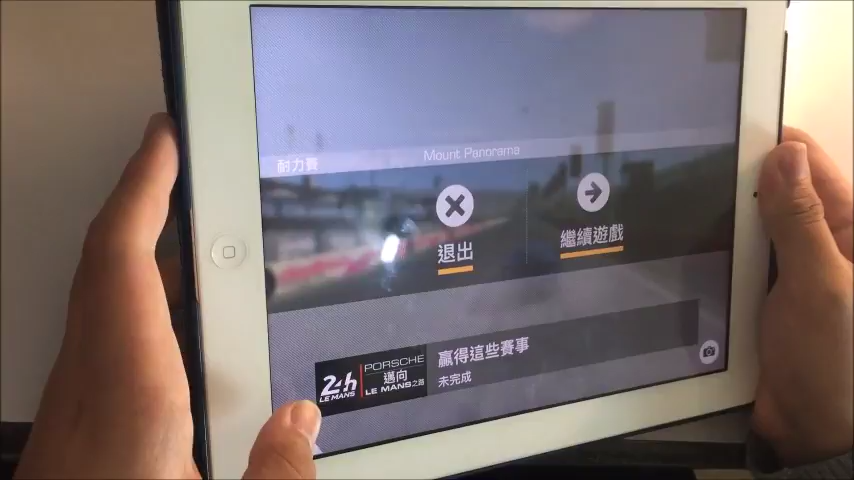 耐力賽
Mount Panorama
退出
繼續遊戲
24h
LE MANS
PORSCHE
邁向
LE MANS之路
贏得這些賽事
未完成